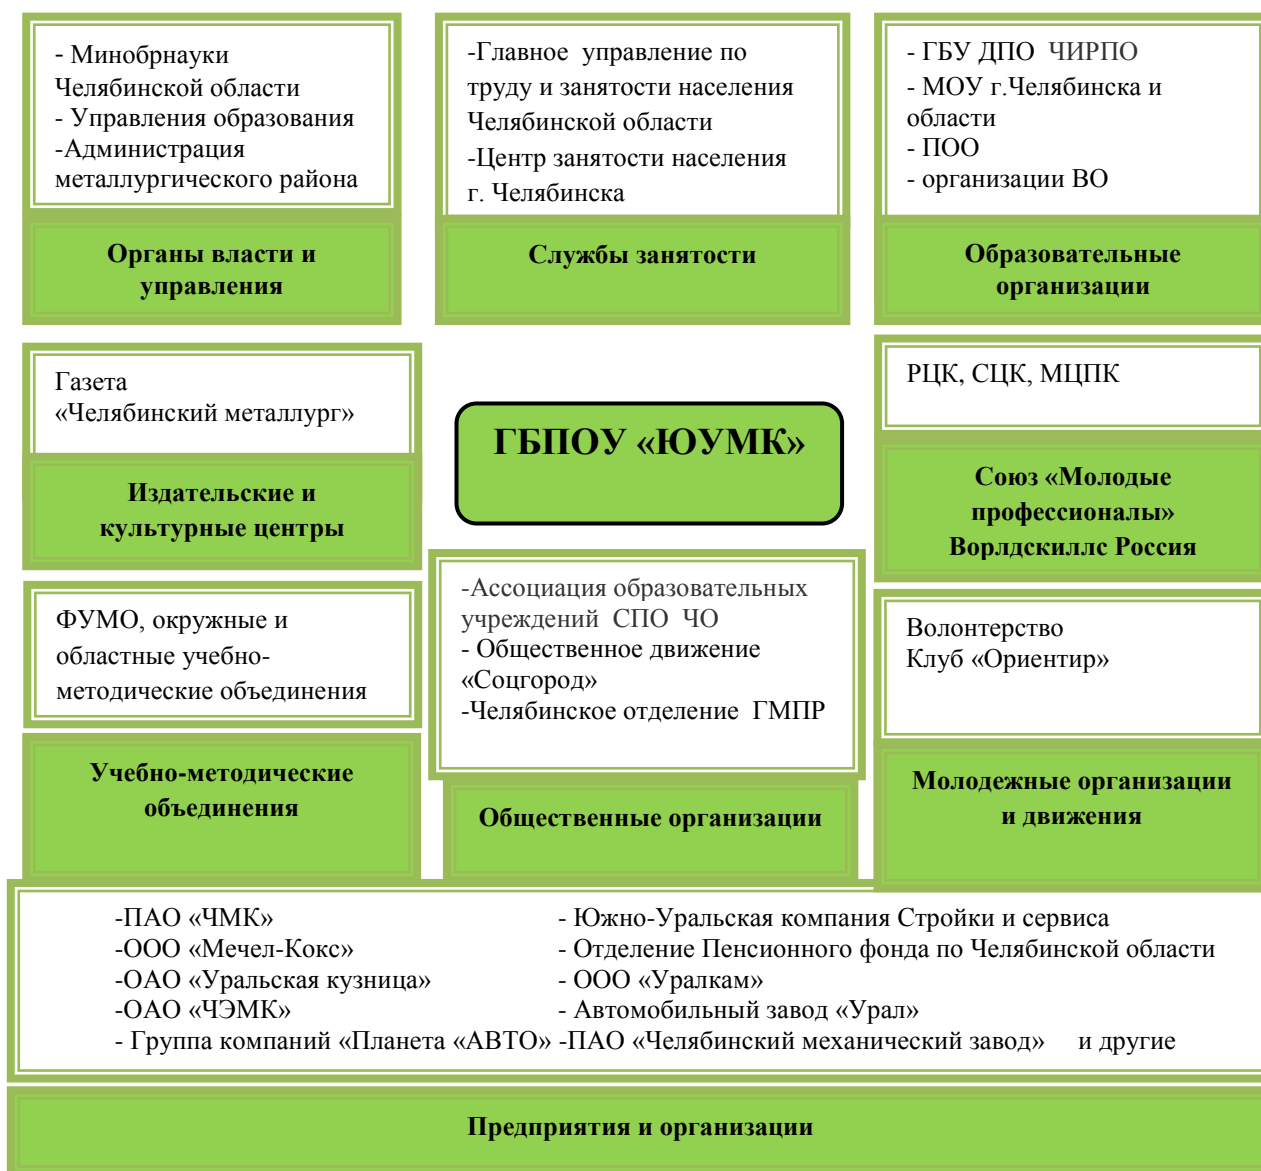 - Минобрнауки
Челябинской области
- Управления образования
-Администрация
металлургического района
Органы власти и
управления
-Главное управление по
труду и занятости населения
Челябинской области
-Центр занятости населения
г. Челябинска
Службы занятости
- ГБУ ДПО ЧИРПО
- МОУ г.Челябинска и
области
- ПОО
- организации ВО
Образовательные
организации
Газета
«Челябинский металлург»
Издательские и
культурные центры
ГБПОУ «ЮУМК»
РЦК, СЦК, МЦПК
Союз «Молодые
профессионалы»
Ворлдскиллс Россия
ФУМО, окружные и
областные учебно-
методические объединения
Учебно-методические
объединения
-Ассоциация образовательных
учреждений СПО ЧО
- Общественное движение
«Соцгород»
-Челябинское отделение ГМПР
Общественные организации
Волонтерство
Клуб «Ориентир»
Молодежные организации
и движения
-ПАО «ЧМК» - Южно-Уральская компания Стройки и сервиса
-ООО «Мечел-Кокс» - Отделение Пенсионного фонда по Челябинской области
-ОАО «Уральская кузница» - ООО «Уралкам»
-ОАО «ЧЭМК» - Автомобильный завод «Урал»
- Группа компаний «Планета «АВТО» -ПАО «Челябинский механический завод» и другие
Предприятия и организации